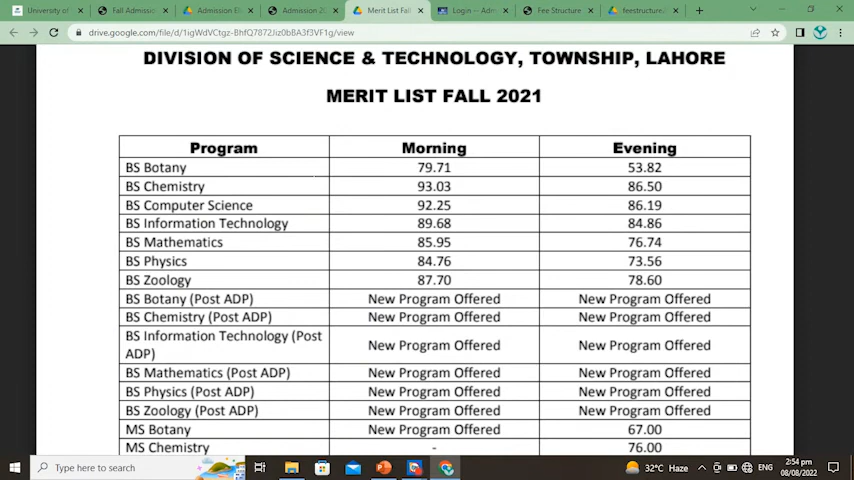 University of
Fall Admissio
Admission Eli
Admission 20
Merit List Fall
Login -- Adm
Fee Structure
feestructure.
drive.google.com/file/d/1igWdVCtgz-BhfQ7872Jiz0bBA3f3VF1g/view
DIVISION OF SCIENCE & TECHNOLOGY, TOWNSHIP, LAHORE
MERIT LIST FALL 2021
Program Morning Evening
BS Botany 79.71 53.82
BS Chemistry 93.03 86.50
BS Computer Science 92.25 86.19
BS Information Technology 89.68 84.86
BS Mathematics 85.95 76.74
BS Physics 84.76 73.56
BS Zoology 87.70 78.60
BS Botany (Post ADP) New Program Offered New Program Offered
BS Chemistry (Post ADP) New Program Offered New Program Offered
BS Information Technology (Post ADP) New Program Offered New Program Offered
BS Mathematics (Post ADP) New Program Offered New Program Offered
BS Physics (Post ADP) New Program Offered New Program Offered
BS Zoology (Post ADP) New Program Offered New Program Offered
MS Botany New Program Offered 67.00
MS Chemistry - 76.00
Type here to search
32°C Haze
ENG
2:54 pm
08/08/2022